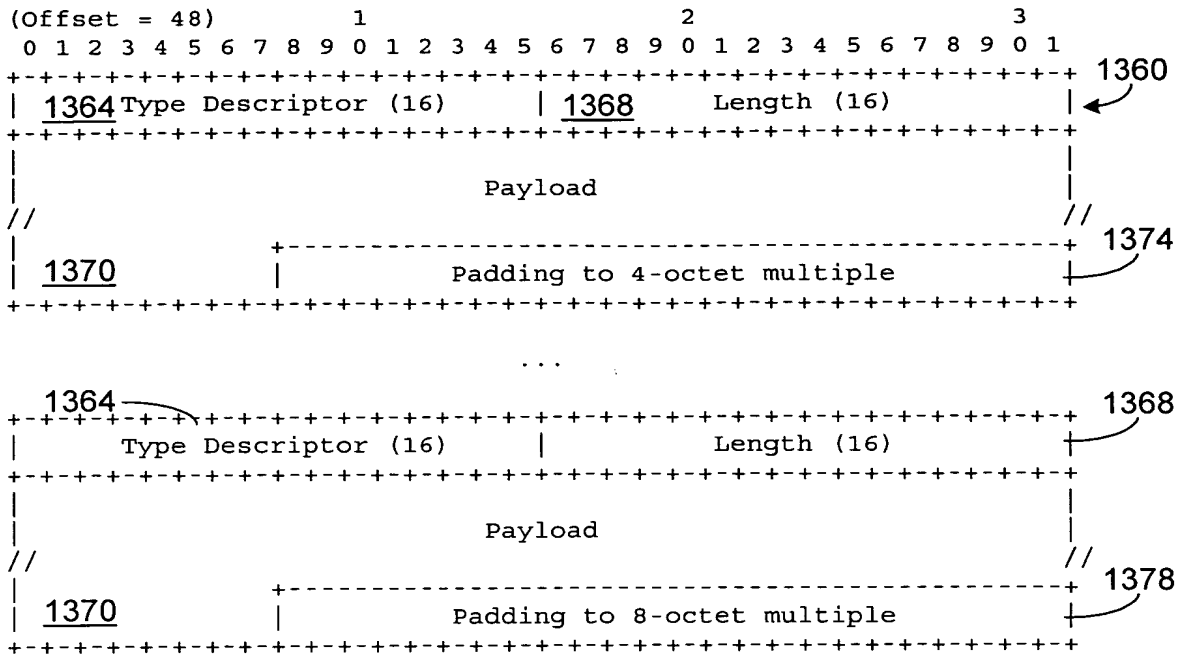 (Offset = 48) 1 2 3
0 1 2 3 4 5 6 7 8 9 0 1 2 3 4 5 6 7 8 9 0 1 2 3 4 5 6 7 8 9 0 1
+-+-+-+-+-+-+-+-+-+-+-+-+-+-+-+-+-+-+-+-+-+-+-+-+-+-+-+-+-+-+-+-+ 1360
| 1364 Type Descriptor (16) | 1368 Length (16) |
+-+-+-+-+-+-+-+-+-+-+-+-+-+-+-+-+-+-+-+-+-+-+-+-+-+-+-+-+-+-+-+-+
| |
| Payload |
// //
| +-----------------------------------------------+ 1374
| 1370 | Padding to 4-octet multiple |
+-+-+-+-+-+-+-+-+-+-+-+-+-+-+-+-+-+-+-+-+-+-+-+-+-+-+-+-+-+-+-+-+
...
1364
+-+-+-+-+-+-+-+-+-+-+-+-+-+-+-+-+-+-+-+-+-+-+-+-+-+-+-+-+-+-+-+-+ 1368
| Type Descriptor (16) | Length (16) |
+-+-+-+-+-+-+-+-+-+-+-+-+-+-+-+-+-+-+-+-+-+-+-+-+-+-+-+-+-+-+-+-+
| |
| Payload |
// //
| +-----------------------------------------------+ 1378
| 1370 | Padding to 8-octet multiple |
+-+-+-+-+-+-+-+-+-+-+-+-+-+-+-+-+-+-+-+-+-+-+-+-+-+-+-+-+-+-+-+-+